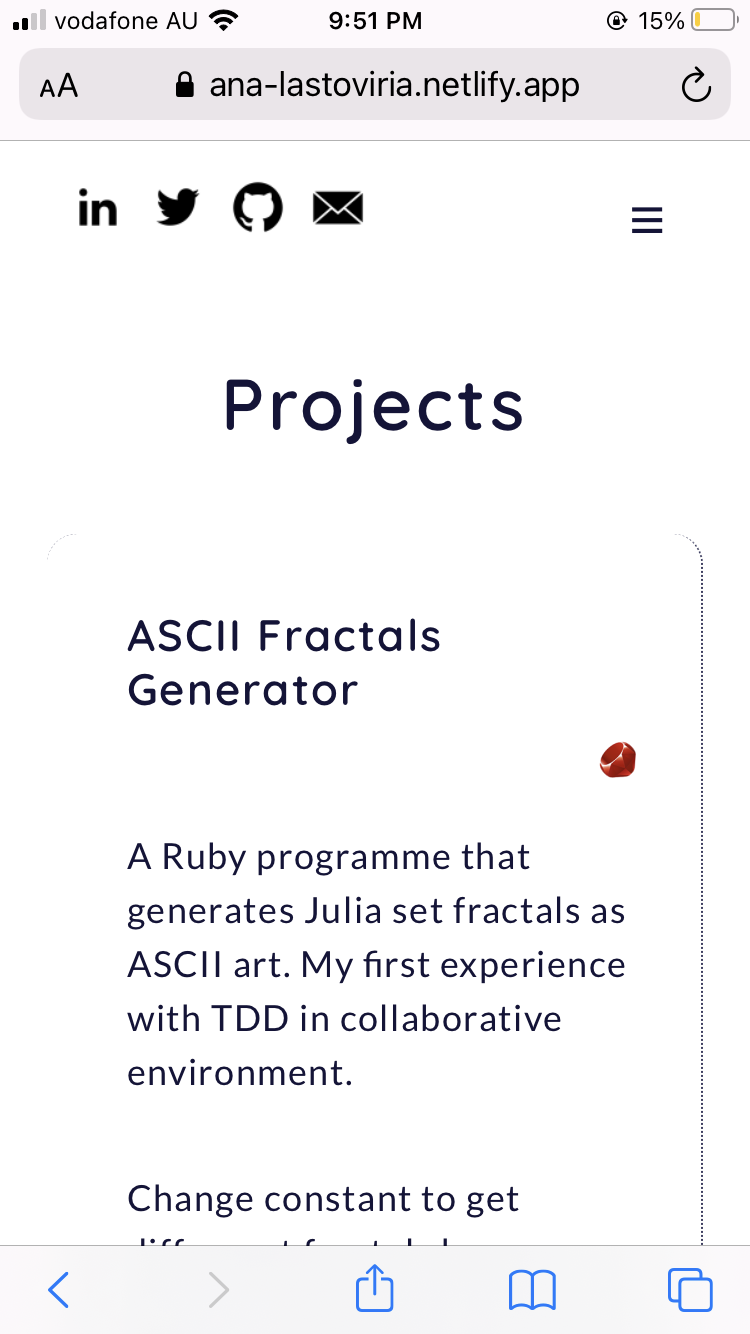 vodafone AU 9:51 PM 15%
AA ana-lastoviria.netlify.app
in
Projects
ASCII Fractals
Generator
A Ruby programme that
generates Julia set fractals as
ASCII art. My first experience
with TDD in collaborative
environment.
Change constant to get